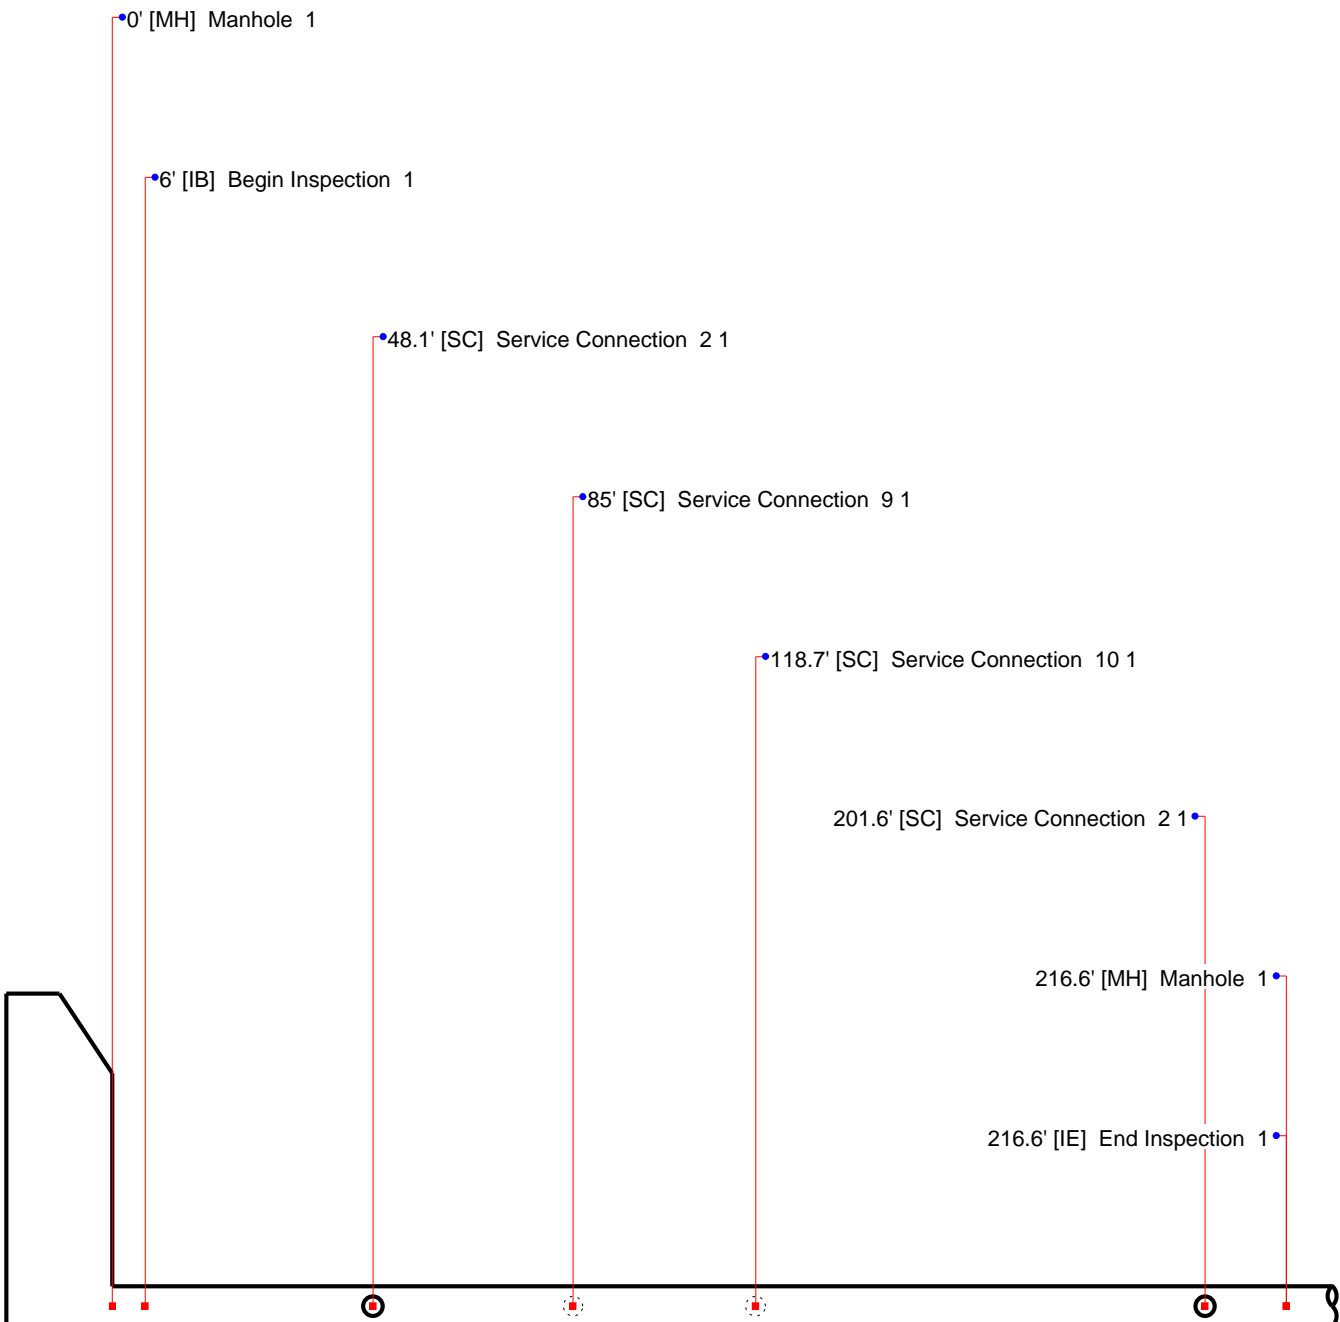 0' [MH] Manhole 1
6' [IB] Begin Inspection 1
48.1' [SC] Service Connection 2 1
85' [SC] Service Connection 9 1
118.7' [SC] Service Connection 10 1
201.6' [SC] Service Connection 2 1
216.6' [MH] Manhole 1
216.6' [IE] End Inspection 1